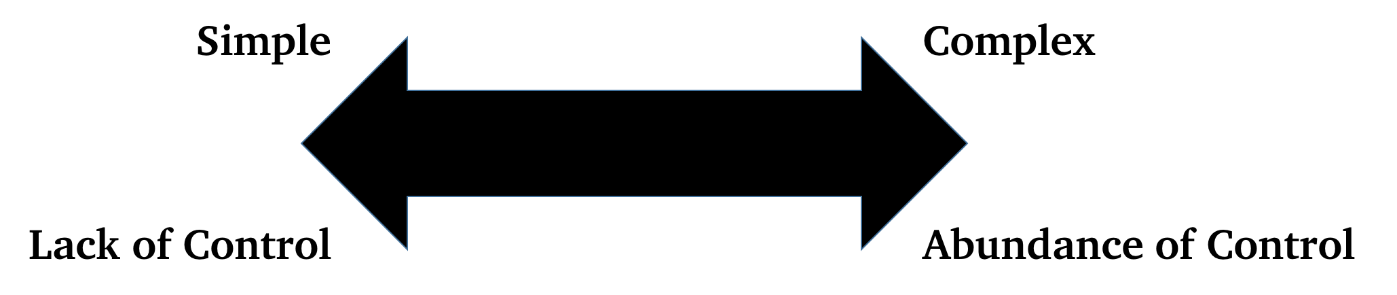 Simple
Complex
Lack of Control
Abundance of Control